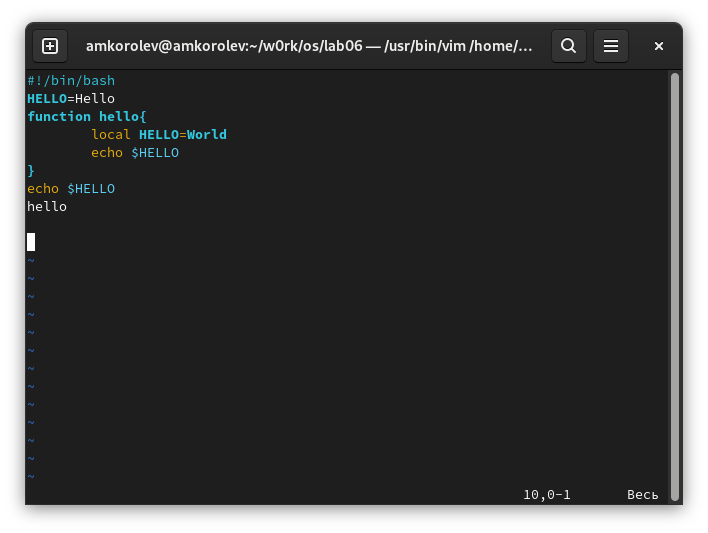 amkorolev@amkorolev:~/w0rk/os/lab06 — /usr/bin/vim /home/...
#!/bin/bash
HELLO=Hello
function hello{
        local HELLO=World
        echo $HELLO
}
echo $HELLO
hello
~
~
~
~
~
~
~
~
~
~
~
~
~
10,0-1 Весь